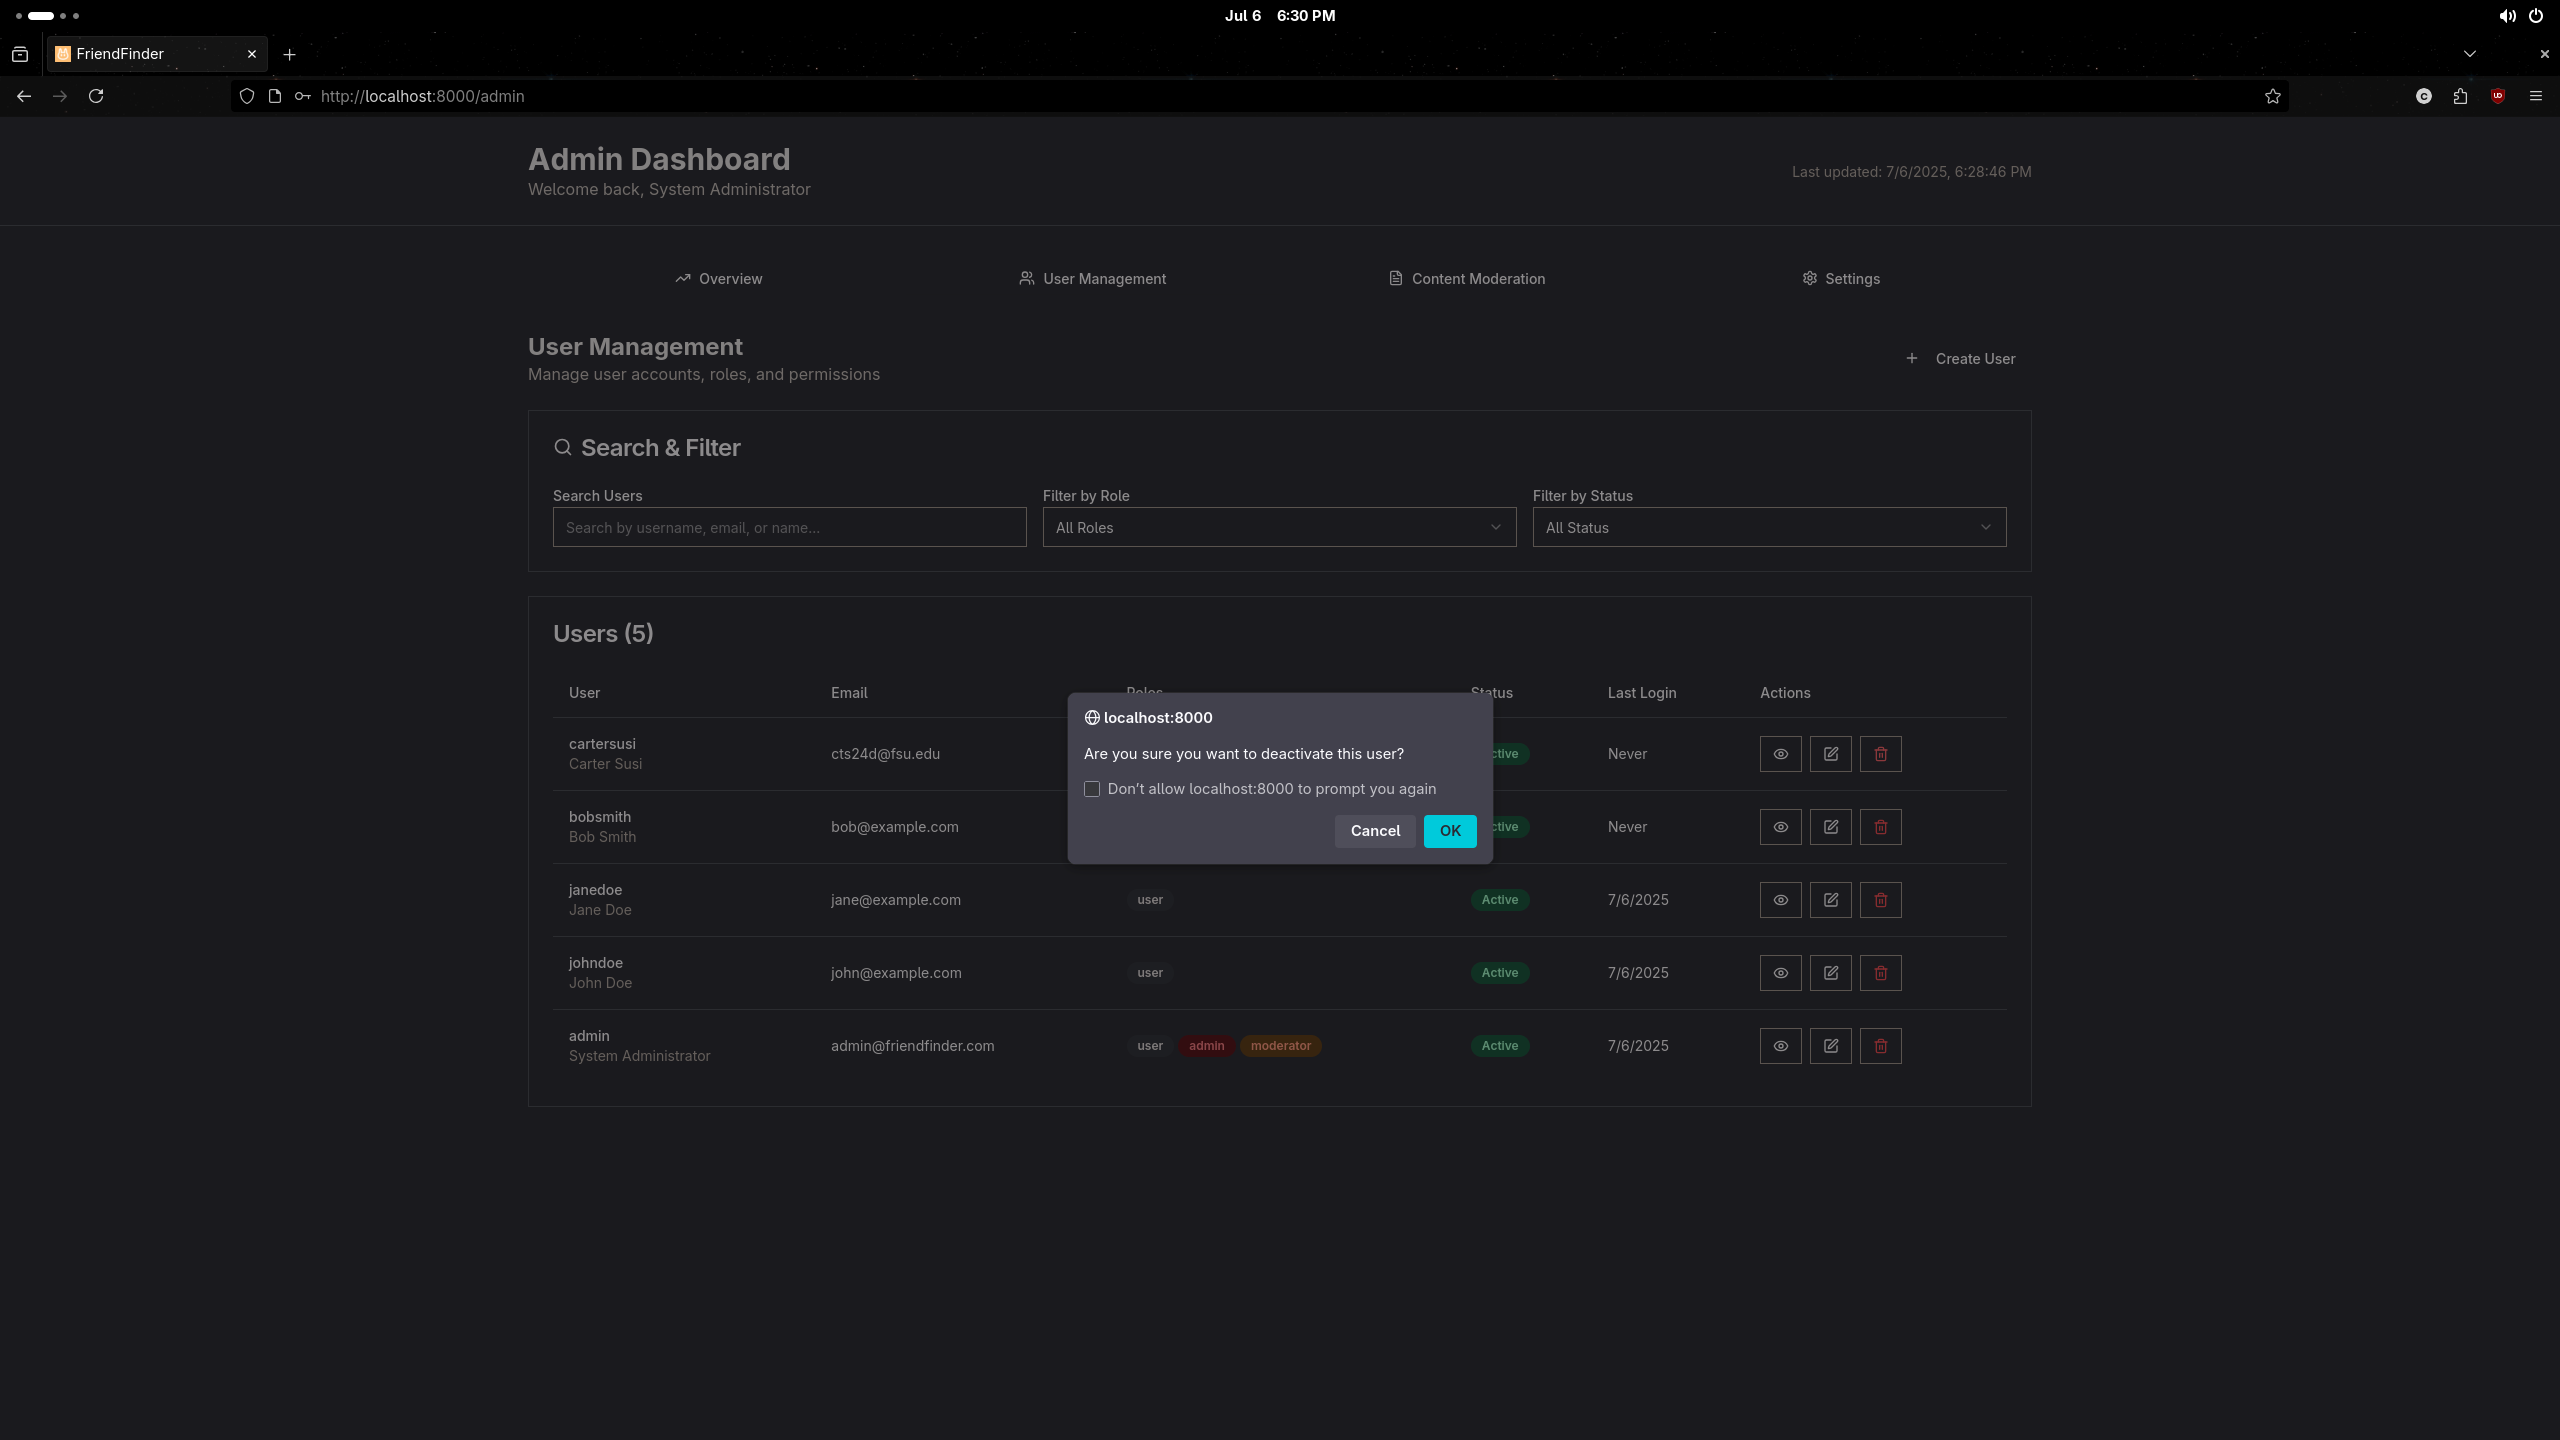 Jul 6 6:30 PM
FriendFinder
http://localhost:8000/admin
Admin Dashboard
Welcome back, System Administrator
Last updated: 7/6/2025, 6:28:46 PM
Overview
User Management
Content Moderation
Settings
User Management
Manage user accounts, roles, and permissions
Create User
Search & Filter
Search Users
Filter by Role
Filter by Status
Search by username, email, or name...
All Roles
All Status
Users (5)
User Email Roles Status Last Login Actions
localhost:8000
Are you sure you want to deactivate this user?
Don't allow localhost:8000 to prompt you again
Cancel OK
cartersusi
Carter Susi
cts24d@fsu.edu
Never
bobsmith
Bob Smith
bob@example.com
Never
janedoe
Jane Doe
jane@example.com
user
Active
7/6/2025
johndoe
John Doe
john@example.com
user
Active
7/6/2025
admin
System Administrator
admin@friendfinder.com
user admin moderator
Active
7/6/2025